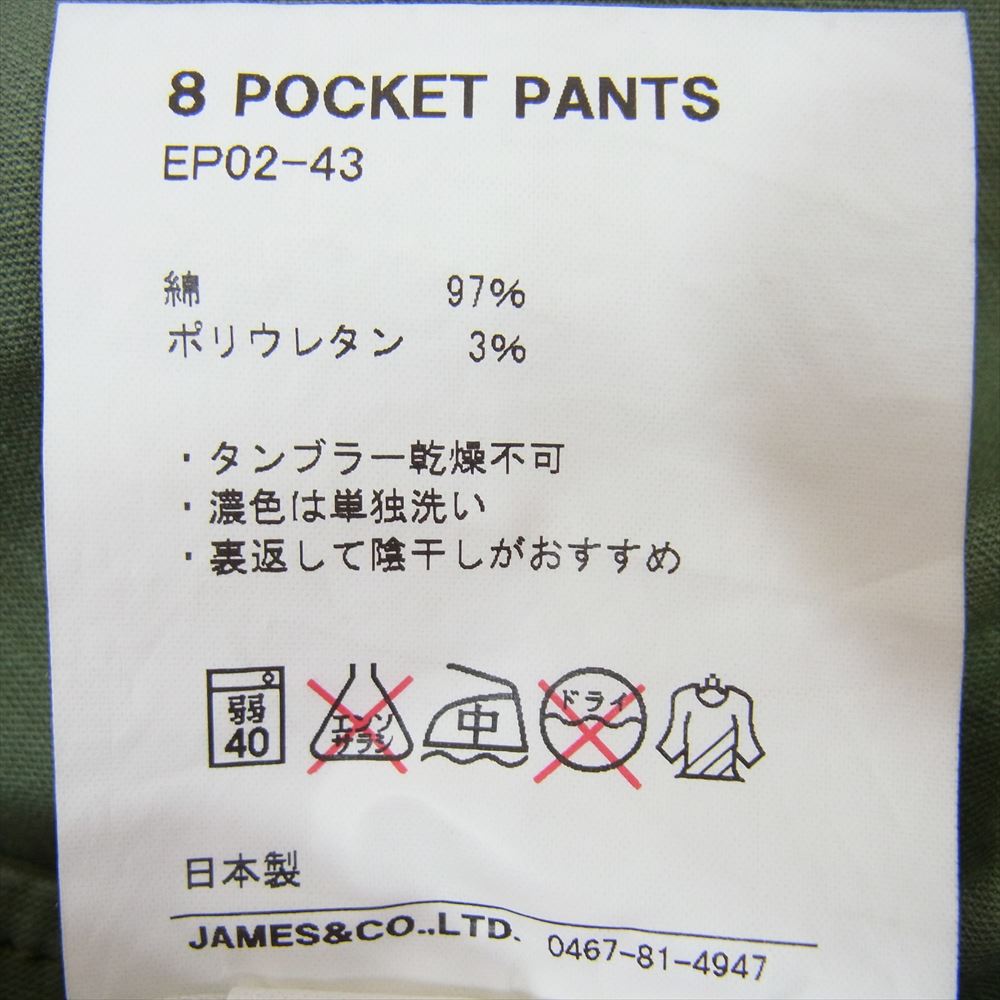 8 POCKET PANTS
EP02-43
綿 97%
ポリウレタン 3%
・タンブラー乾燥不可
・濃色は単独洗い
・裏返して陰干しがおすすめ
弱
40
エンソ
サラシ
中
ドライ
日本製
JAMES&CO.,LTD. 0467-81-4947